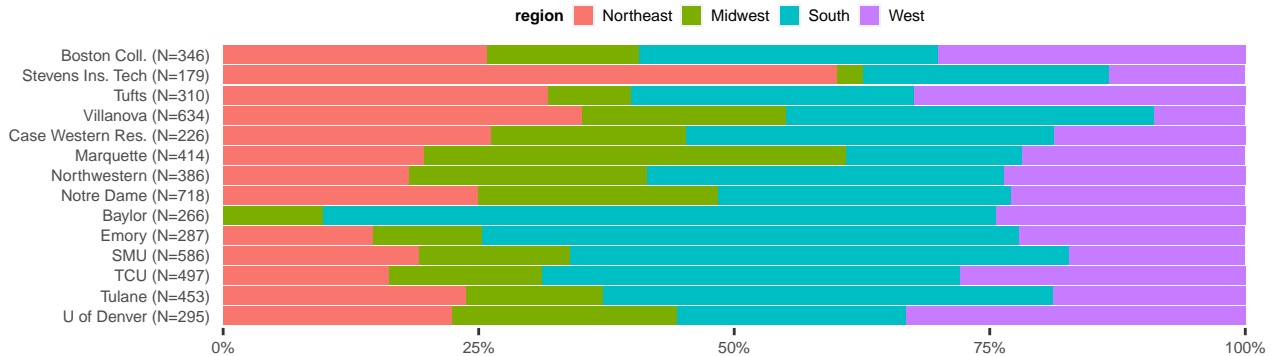 region Northeast Midwest South West
Boston Coll. (N=346)
Stevens Ins. Tech (N=179)
Tufts (N=310)
Villanova (N=634)
Case Western Res. (N=226)
Marquette (N=414)
Northwestern (N=386)
Notre Dame (N=718)
Baylor (N=266)
Emory (N=287)
SMU (N=586)
TCU (N=497)
Tulane (N=453)
U of Denver (N=295)
0% 25% 50% 75% 100%